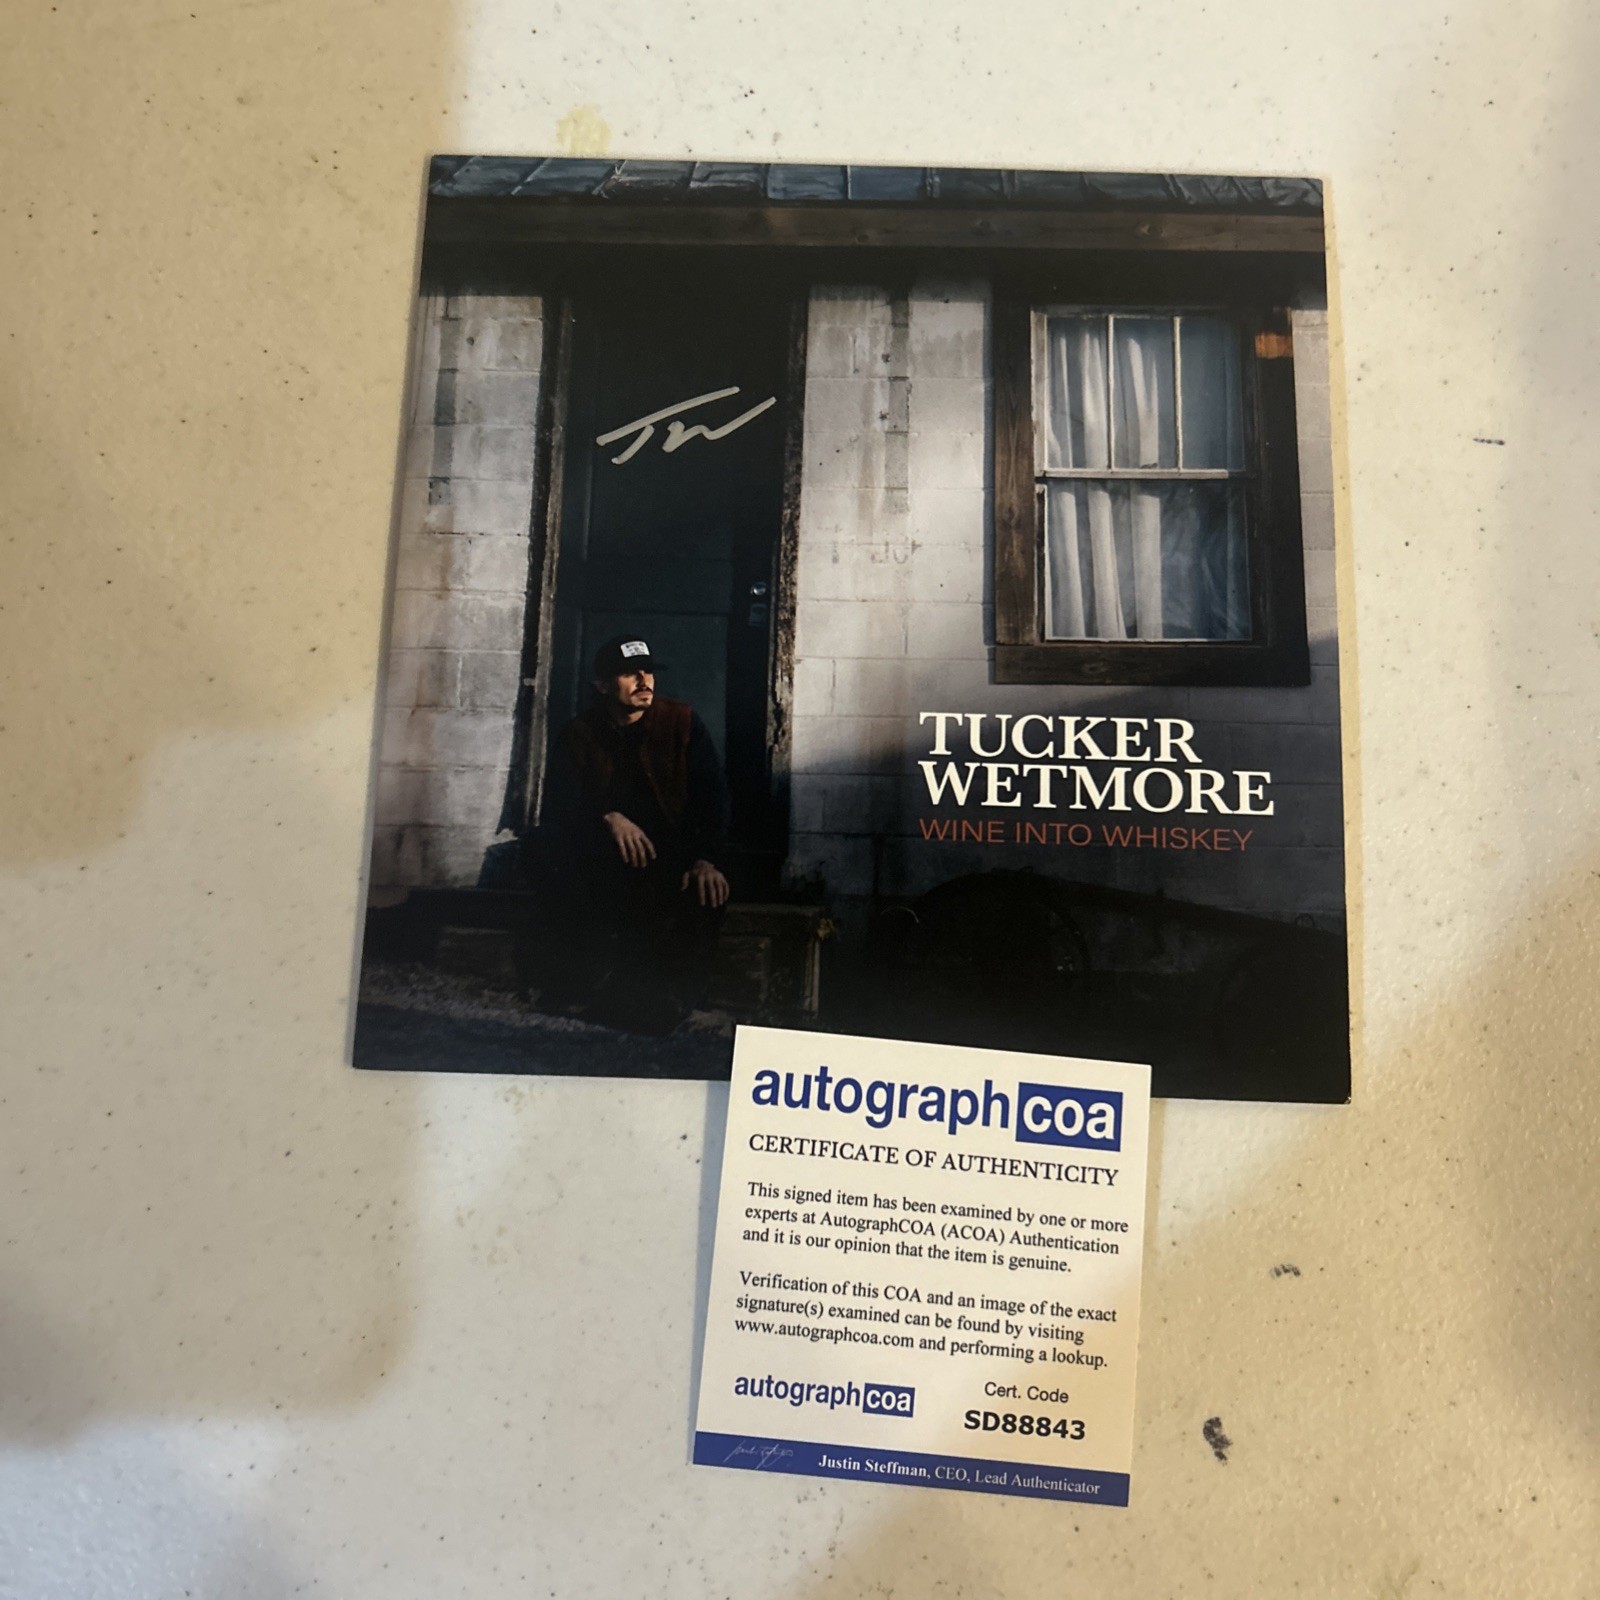 TW
TUCKER
WETMORE
WINE INTO WHISKEY
autographcoa
CERTIFICATE OF AUTHENTICITY
This signed item has been examined by one or more
experts at AutographCOA (ACOA) Authentication
and it is our opinion that the item is genuine.
Verification of this COA and an image of the exact
signature(s) examined can be found by visiting
www.autographcoa.com and performing a lookup.
autographcoa
Cert. Code
SD88843
Justin Steffman, CEO, Lead Authenticator